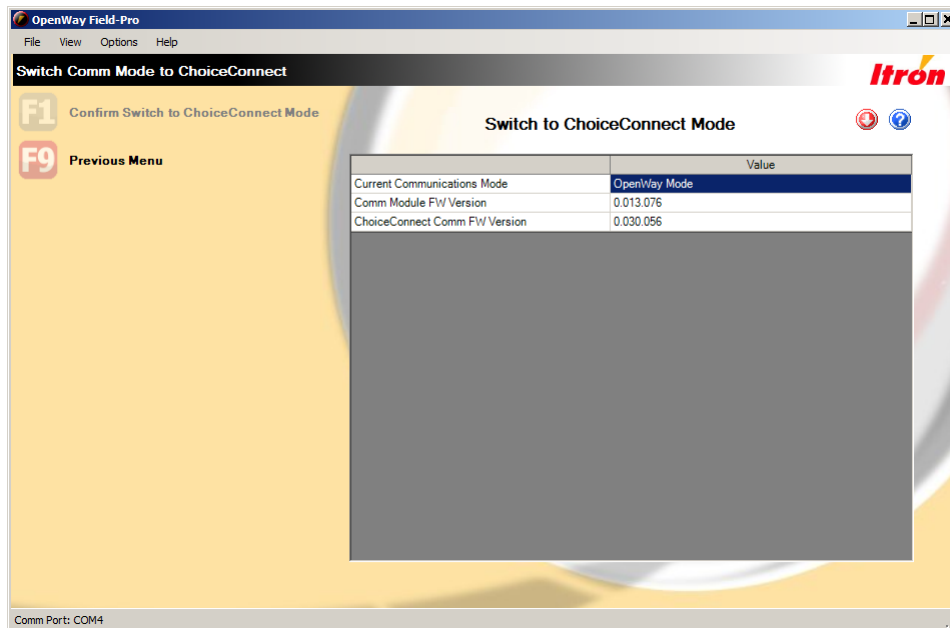 OpenWay Field-Pro
File View Options Help
Switch Comm Mode to ChoiceConnect
Itrón
F1 Confirm Switch to ChoiceConnect Mode
F9 Previous Menu
Switch to ChoiceConnect Mode
?
Value
Current Communications Mode OpenWay Mode
Comm Module FW Version 0.013.076
ChoiceConnect Comm FW Version 0.030.056
Comm Port: COM4